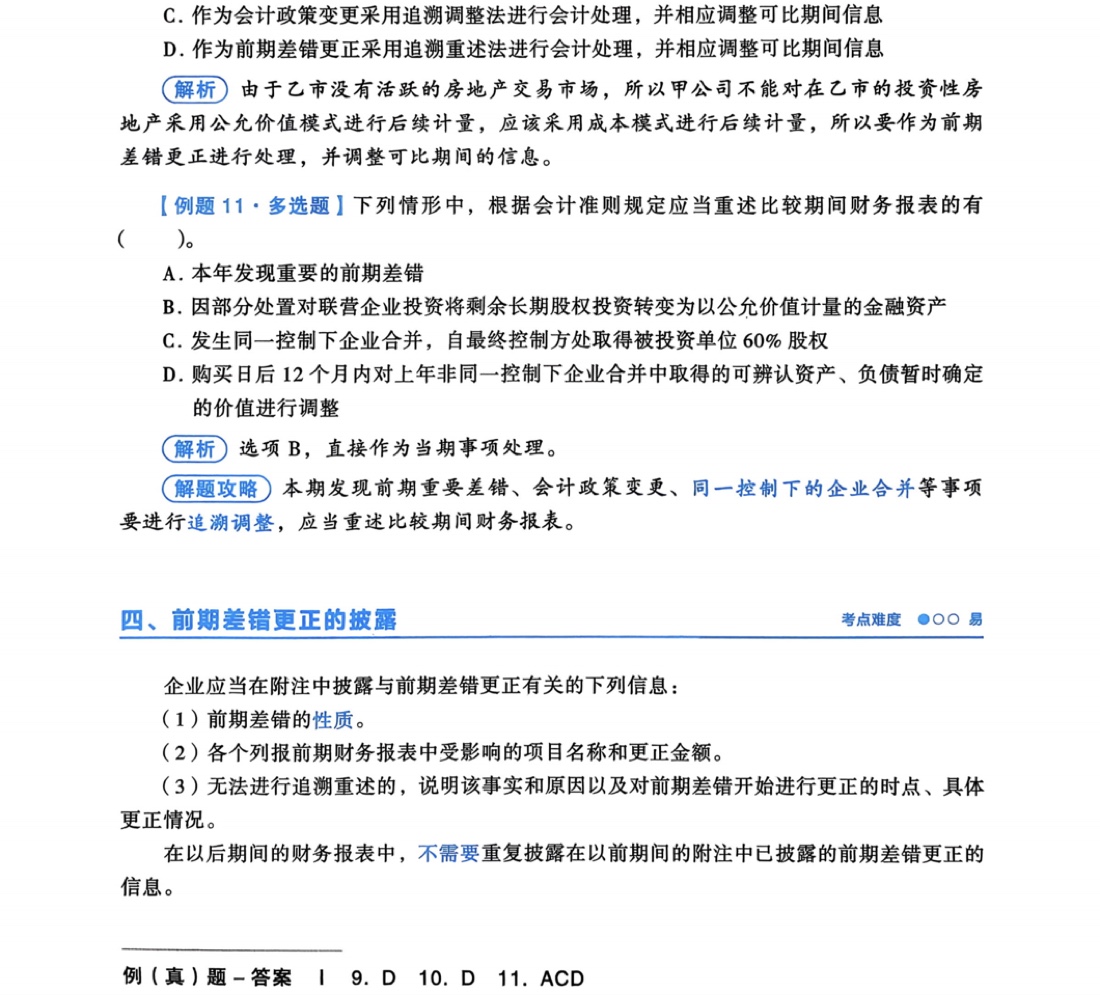 C. 作为会计政策变更采用追溯调整法进行会计处理，并相应调整可比期间信息
D. 作为前期差错更正采用追溯重述法进行会计处理，并相应调整可比期间信息
解析 由于乙市没有活跃的房地产交易市场，所以甲公司不能对在乙市的投资性房
地产采用公允价值模式进行后续计量，应该采用成本模式进行后续计量，所以要作为前期
差错更正进行处理，并调整可比期间的信息。
【例题 11·多选题】下列情形中，根据会计准则规定应当重述比较期间财务报表的有
(　　)。
A. 本年发现重要的前期差错
B. 因部分处置对联营企业投资将剩余长期股权投资转变为以公允价值计量的金融资产
C. 发生同一控制下企业合并，自最终控制方处取得被投资单位 60% 股权
D. 购买日后 12 个月内对上年非同一控制下企业合并中取得的可辨认资产、负债暂时确定
的价值进行调整
解析 选项 B，直接作为当期事项处理。
解题攻略 本期发现前期重要差错、会计政策变更、同一控制下的企业合并等事项
要进行追溯调整，应当重述比较期间财务报表。
四、前期差错更正的披露 考点难度 ●○○ 易
企业应当在附注中披露与前期差错更正有关的下列信息：
（1）前期差错的性质。
（2）各个列报前期财务报表中受影响的项目名称和更正金额。
（3）无法进行追溯重述的，说明该事实和原因以及对前期差错开始进行更正的时点、具体
更正情况。
在以后期间的财务报表中，不需要重复披露在以前期间的附注中已披露的前期差错更正的
信息。
例（真）题－答案 | 9. D 10. D 11. ACD